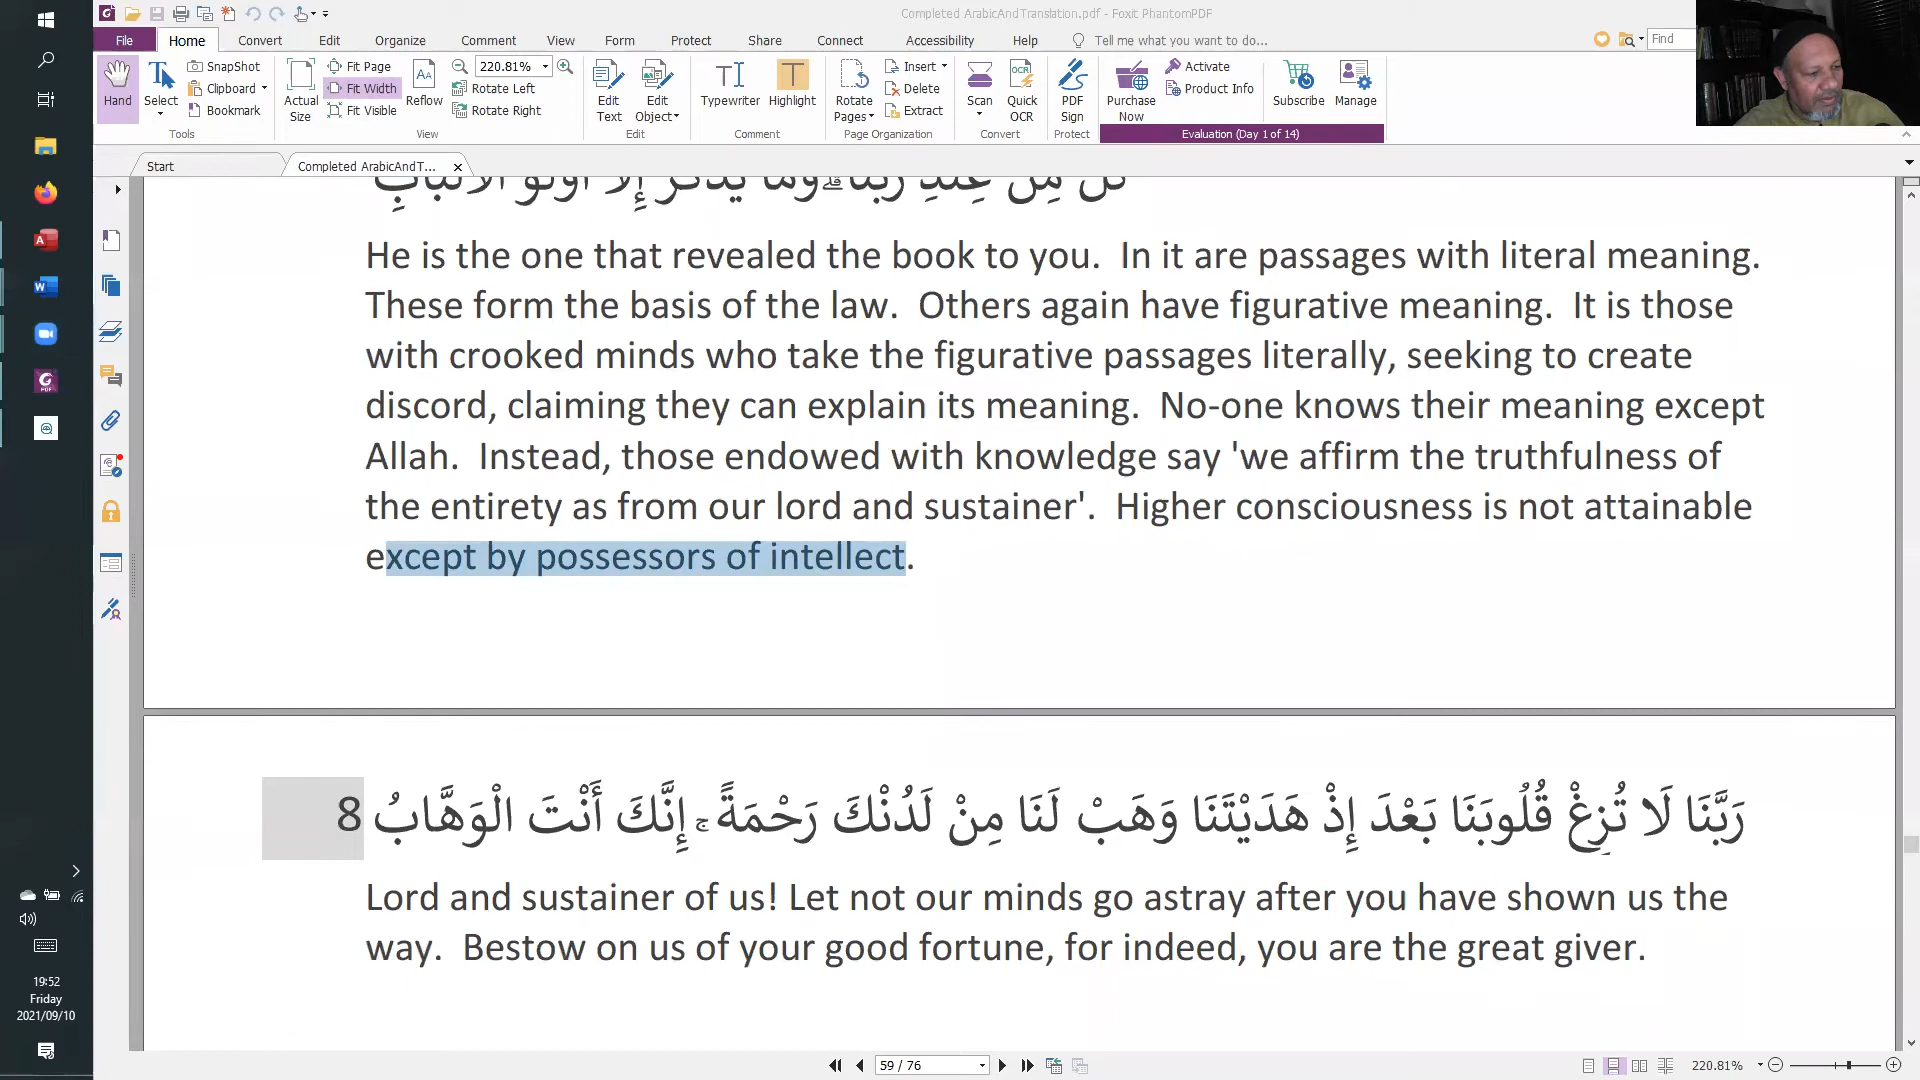 Completed ArabicAndTranslation.pdf - Foxit PhantomPDF
File Home Convert Edit Organize Comment View Form Protect Share Connect Accessibility Help Tell me what you want to do... Find
Hand
Select
SnapShot
Clipboard
Bookmark
Tools
Actual Size
Fit Page
Fit Width
Fit Visible
Reflow
220.81%
Rotate Left
Rotate Right
View
Edit Text
Edit Object
Edit
Typewriter
Highlight
Comment
Rotate Pages
Insert
Delete
Extract
Page Organization
Scan
Quick OCR
Convert
PDF Sign
Protect
Purchase Now
Activate
Product Info
Subscribe
Manage
Evaluation (Day 1 of 14)
Start
Completed ArabicAndT...
كُلٌّ مِنْ عِنْدِ رَبِّنَا ۗ وَمَا يَذَّكَّرُ إِلَّا أُولُو الْأَلْبَابِ
He is the one that revealed the book to you. In it are passages with literal meaning.
These form the basis of the law. Others again have figurative meaning. It is those
with crooked minds who take the figurative passages literally, seeking to create
discord, claiming they can explain its meaning. No-one knows their meaning except
Allah. Instead, those endowed with knowledge say 'we affirm the truthfulness of
the entirety as from our lord and sustainer'. Higher consciousness is not attainable
except by possessors of intellect.
رَبَّنَا لَا تُزِغْ قُلُوبَنَا بَعْدَ إِذْ هَدَيْتَنَا وَهَبْ لَنَا مِنْ لَدُنْكَ رَحْمَةً ۚ إِنَّكَ أَنْتَ الْوَهَّابُ 8
Lord and sustainer of us! Let not our minds go astray after you have shown us the
way. Bestow on us of your good fortune, for indeed, you are the great giver.
19:52
Friday
2021/09/10
59 / 76
220.81%